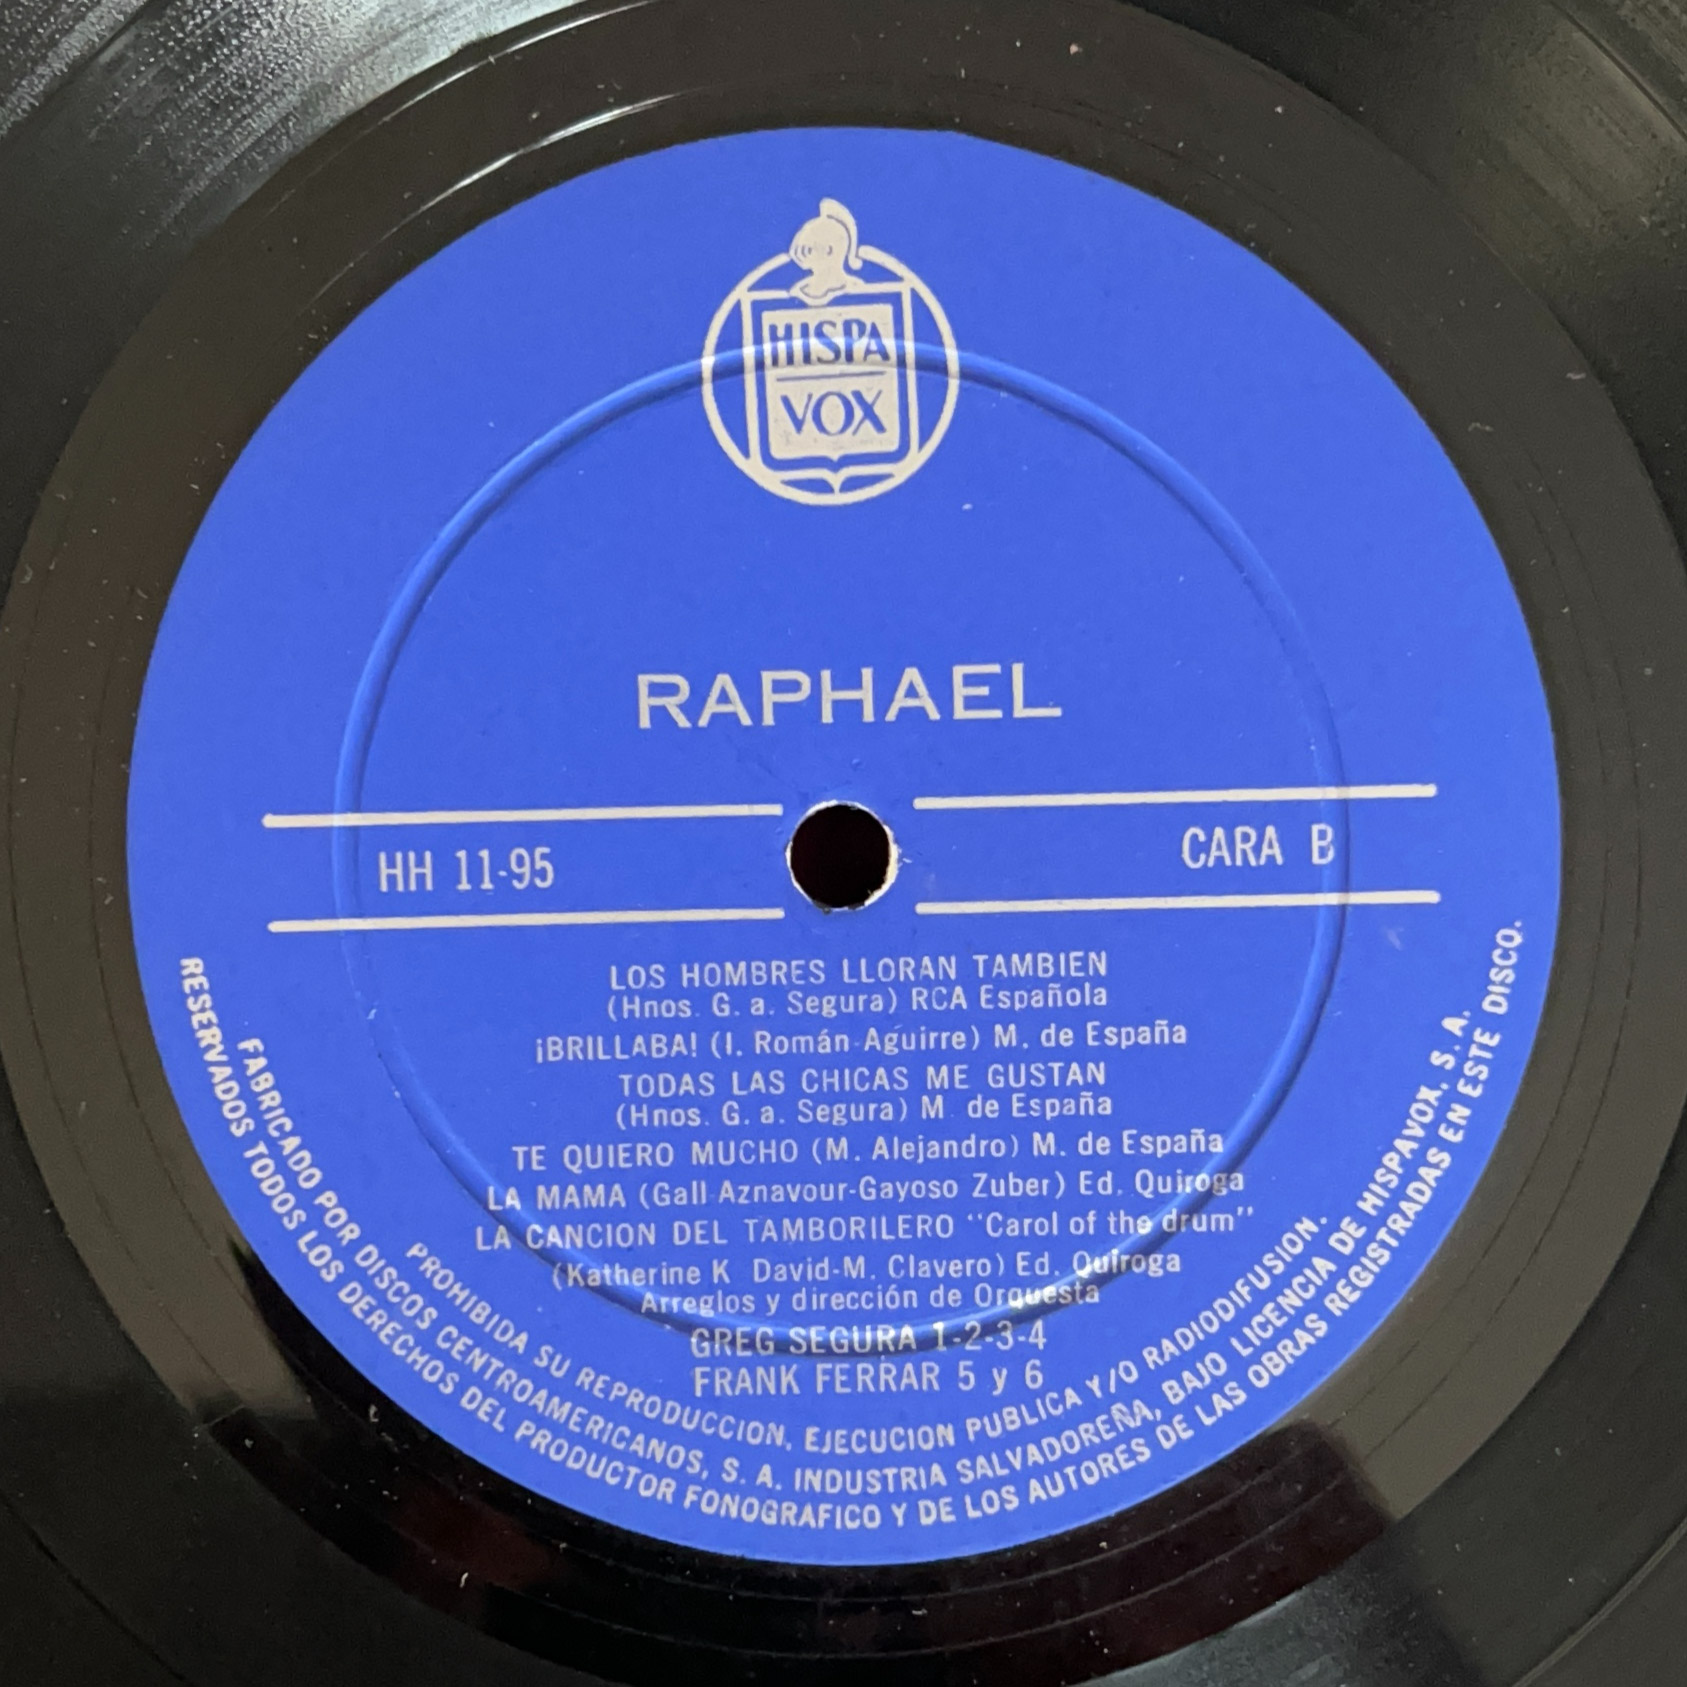 HISPA
VOX
RAPHAEL
HH 11-95
CARA B
LOS HOMBRES LLORAN TAMBIEN
(Hnos. G. a. Segura) RCA Española
¡BRILLABA! (I. Román-Aguirre) M. de España
TODAS LAS CHICAS ME GUSTAN
(Hnos. G. a. Segura) M. de España
TE QUIERO MUCHO (M. Alejandro) M. de España
LA MAMA (Gall-Aznavour-Gayoso Zuber) Ed. Quiroga
LA CANCION DEL TAMBORILERO "Carol of the drum"
(Katherine K David-M. Clavero) Ed. Quiroga
Arreglos y dirección de Orquesta
GREG SEGURA 1-2-3-4
FRANK FERRAR 5 y 6
PROHIBIDA SU REPRODUCCION, EJECUCION PUBLICA Y/O RADIODIFUSION.
FABRICADO POR DISCOS CENTROAMERICANOS, S. A. INDUSTRIA SALVADOREÑA, BAJO LICENCIA DE HISPAVOX, S. A.
RESERVADOS TODOS LOS DERECHOS DEL PRODUCTOR FONOGRAFICO Y DE LOS AUTORES DE LAS OBRAS REGISTRADAS EN ESTE DISCO.